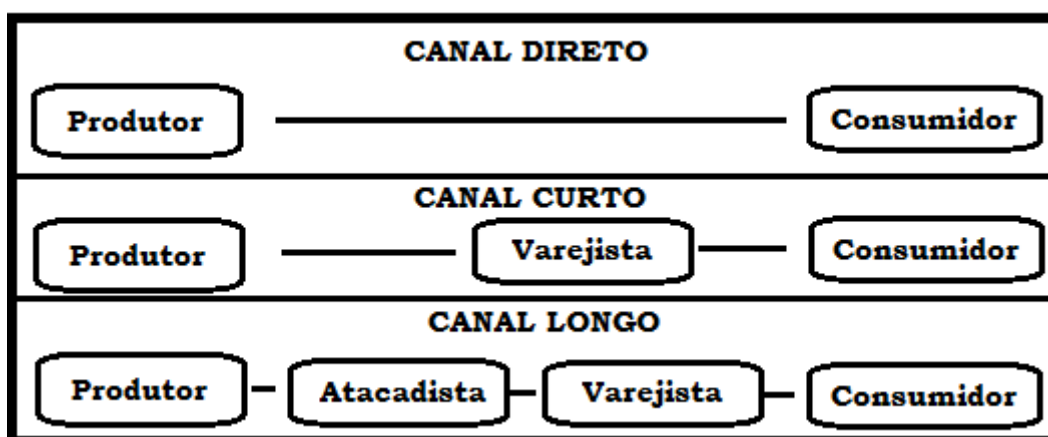 CANAL DIRETO
Produtor Consumidor
CANAL CURTO
Produtor Varejista Consumidor
CANAL LONGO
Produtor Atacadista Varejista Consumidor